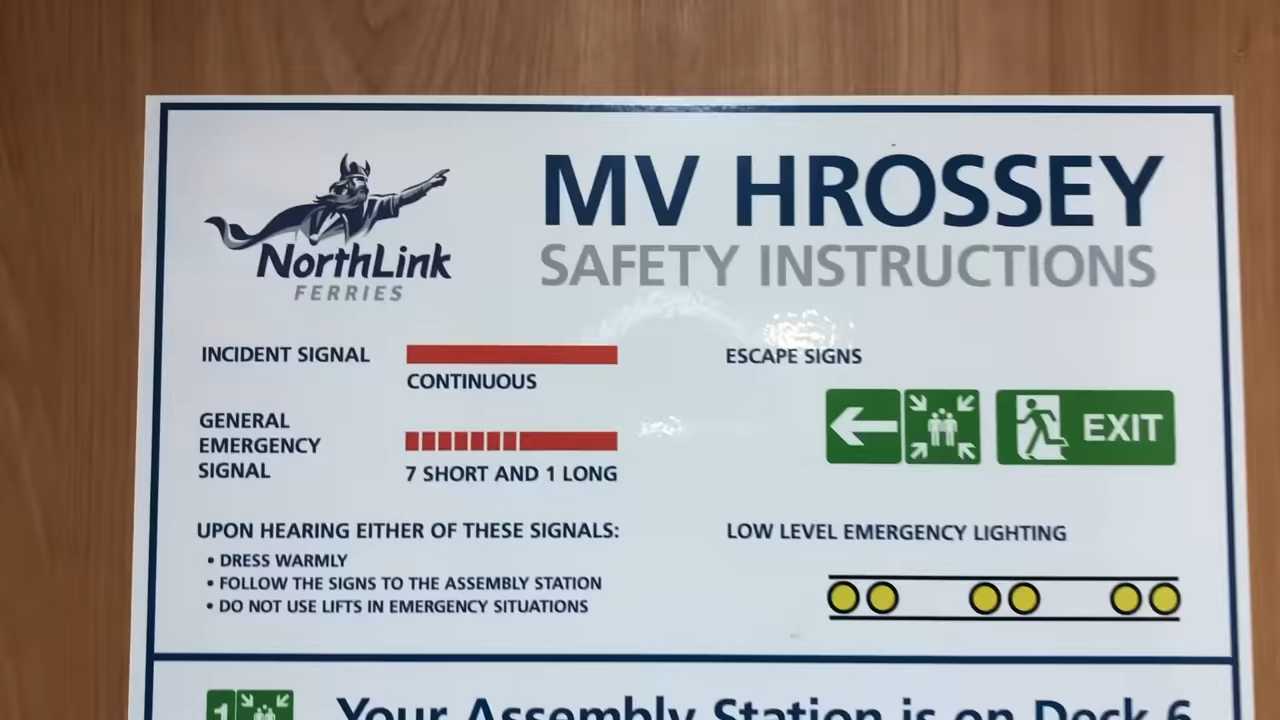 MV HROSSEY
SAFETY INSTRUCTIONS
NorthLink
FERRIES
INCIDENT SIGNAL
CONTINUOUS
GENERAL
EMERGENCY
SIGNAL
7 SHORT AND 1 LONG
UPON HEARING EITHER OF THESE SIGNALS:
• DRESS WARMLY
• FOLLOW THE SIGNS TO THE ASSEMBLY STATION
• DO NOT USE LIFTS IN EMERGENCY SITUATIONS
ESCAPE SIGNS
EXIT
LOW LEVEL EMERGENCY LIGHTING
1
Your Assembly Station is on Deck 6